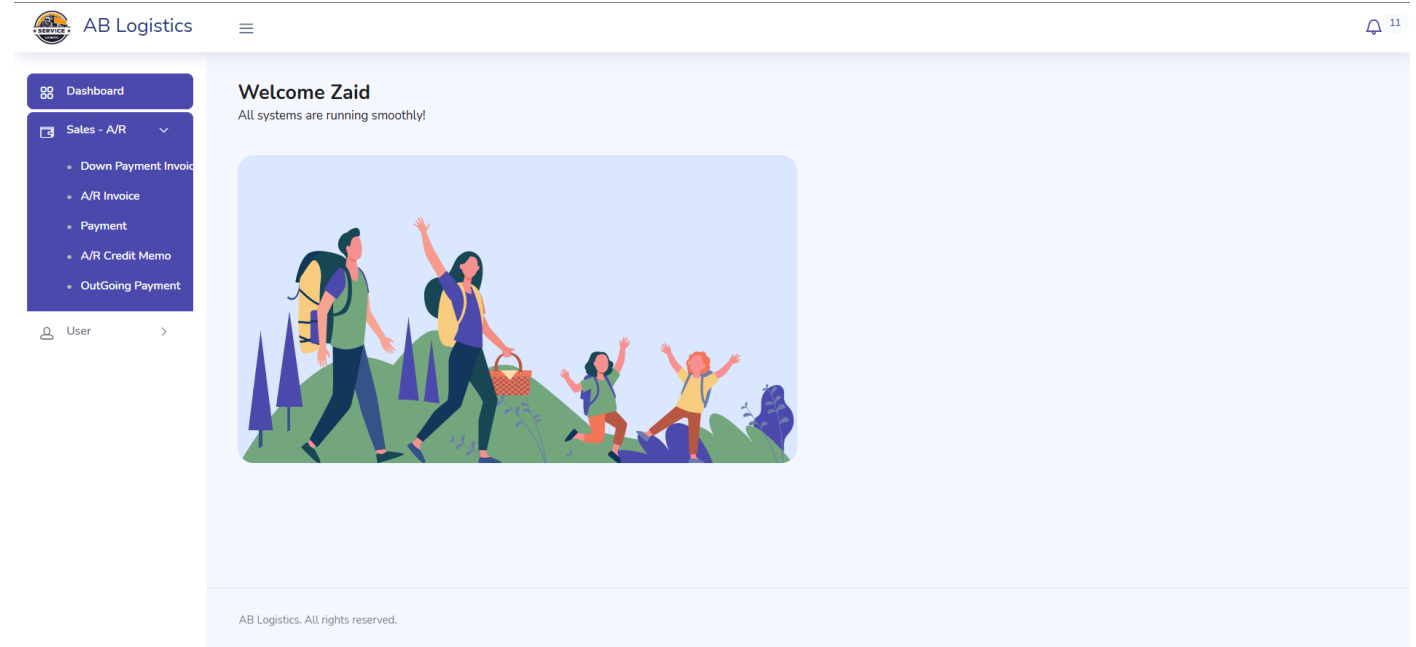 SERVICE
AB Logistics
11
Dashboard
Sales - A/R
Down Payment Invoic
A/R Invoice
Payment
A/R Credit Memo
OutGoing Payment
User
Welcome Zaid
All systems are running smoothly!
AB Logistics. All rights reserved.